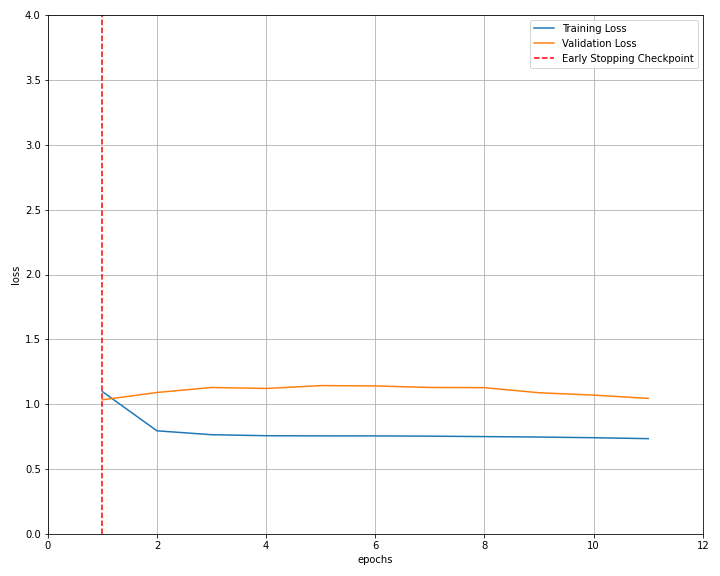 4.0
3.5
3.0
2.5
2.0
1.5
1.0
0.5
0.0
loss
0 2 4 6 8 10 12
epochs
Training Loss
Validation Loss
Early Stopping Checkpoint